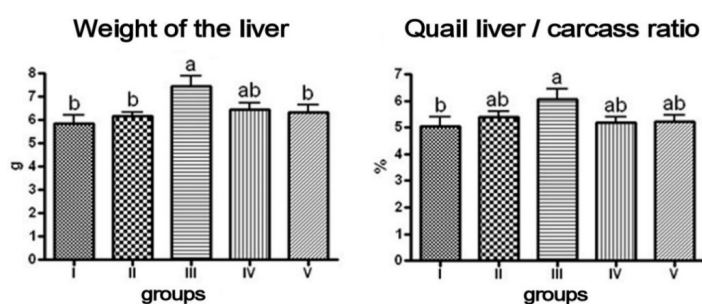 Weight of the liver
8
7
6
5
4
3
2
1
0
g
b b a ab b
I II III IV V
groups
Quail liver / carcass ratio
7
6
5
4
3
2
1
0
%
b ab a ab ab
I II III IV V
groups